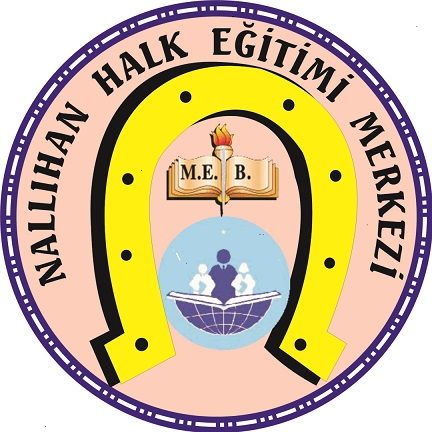 NALLIHAN HALK EĞİTİMİ MERKEZİ
M.E. B.